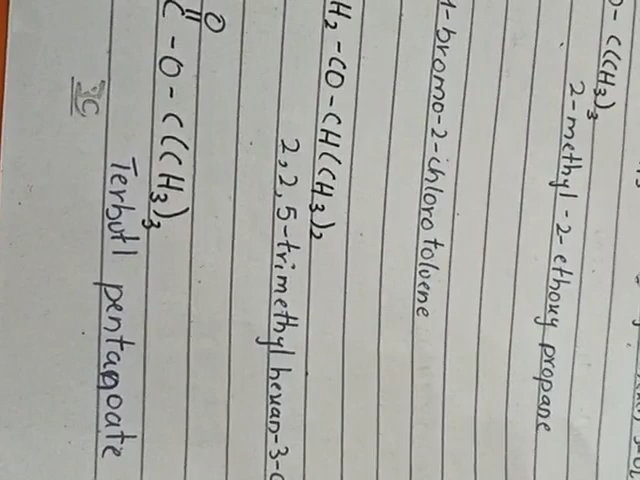 O-C(CH₃)₃
2-methyl-2-ethoxy propane
1-bromo-2-chloro toluene
H₂-CO-CH(CH₃)₂
2,2,5-trimethyl hexan-3-
O
C-O-C(CH₃)₃
Terbutl pentanoate